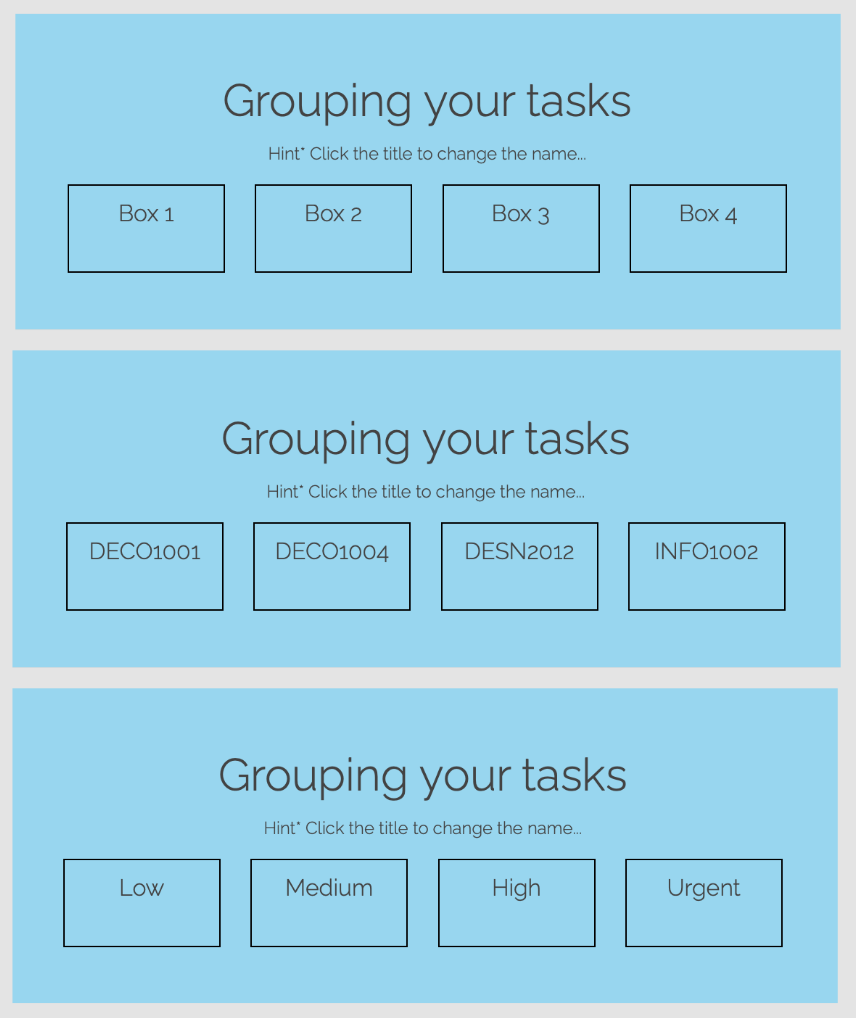 Grouping your tasks
Hint* Click the title to change the name...
Box 1 Box 2 Box 3 Box 4
Grouping your tasks
Hint* Click the title to change the name...
DECO1001 DECO1004 DESN2012 INFO1002
Grouping your tasks
Hint* Click the title to change the name...
Low Medium High Urgent